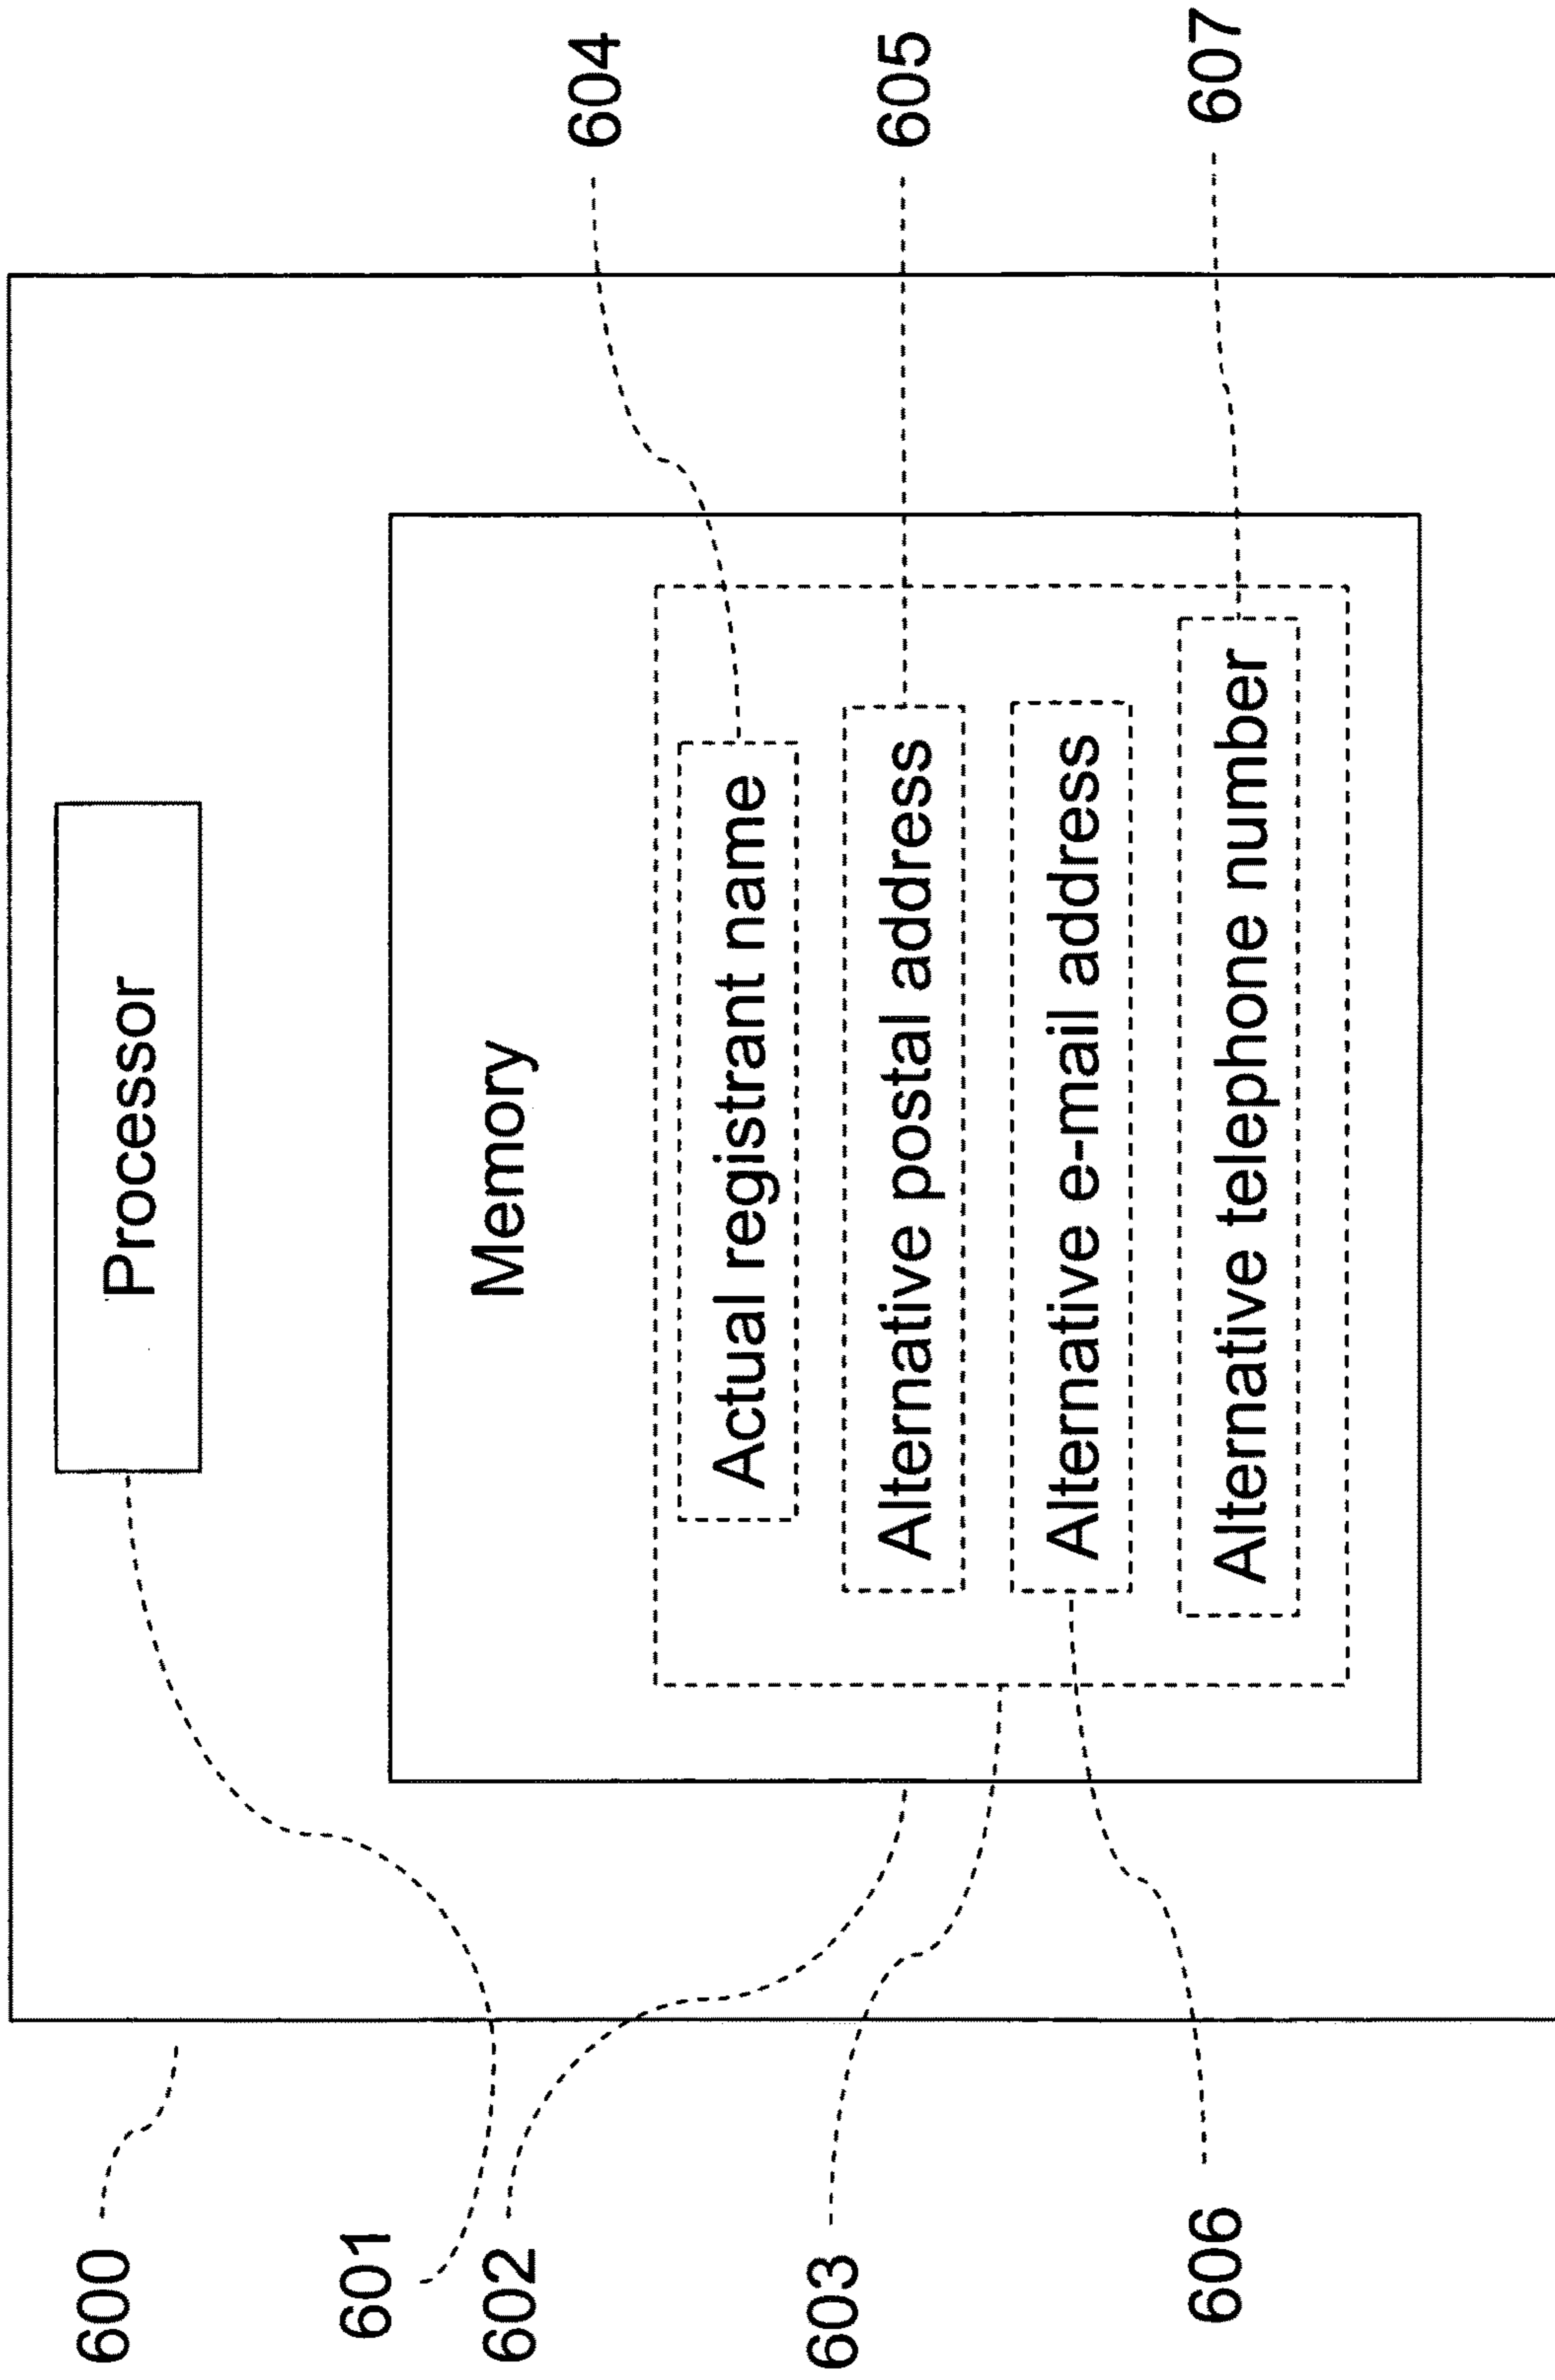 600
601
Processor
602
Memory
603
604
Actual registrant name
605
Alternative postal address
606
Alternative e-mail address
607
Alternative telephone number